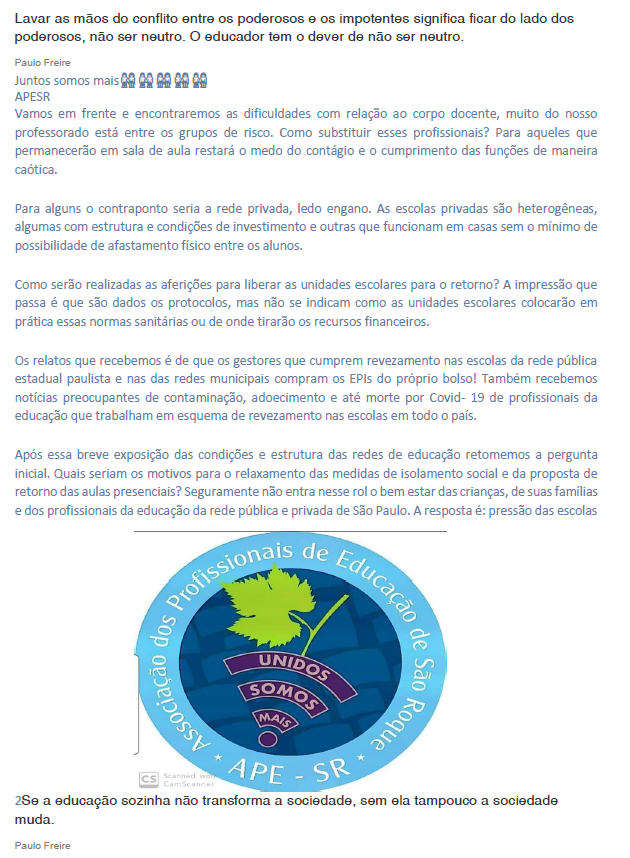 Lavar as mãos do conflito entre os poderosos e os impotentes significa ficar do lado dos
poderosos, não ser neutro. O educador tem o dever de não ser neutro.
Paulo Freire
Juntos somos mais
APESR
Vamos em frente e encontraremos as dificuldades com relação ao corpo docente, muito do nosso
professorado está entre os grupos de risco. Como substituir esses profissionais? Para aqueles que
permanecerão em sala de aula restará o medo do contágio e o cumprimento das funções de maneira
caótica.
Para alguns o contraponto seria a rede privada, ledo engano. As escolas privadas são heterogêneas,
algumas com estrutura e condições de investimento e outras que funcionam em casas sem o mínimo de
possibilidade de afastamento físico entre os alunos.
Como serão realizadas as aferições para liberar as unidades escolares para o retorno? A impressão que
passa é que são dados os protocolos, mas não se indicam como as unidades escolares colocarão em
prática essas normas sanitárias ou de onde tirarão os recursos financeiros.
Os relatos que recebemos é de que os gestores que cumprem revezamento nas escolas da rede pública
estadual paulista e nas das redes municipais compram os EPIs do próprio bolso! Também recebemos
notícias preocupantes de contaminação, adoecimento e até morte por Covid- 19 de profissionais da
educação que trabalham em esquema de revezamento nas escolas em todo o país.
Após essa breve exposição das condições e estrutura das redes de educação retomemos a pergunta
inicial. Quais seriam os motivos para o relaxamento das medidas de isolamento social e da proposta de
retorno das aulas presenciais? Seguramente não entra nesse rol o bem estar das crianças, de suas famílias
e dos profissionais da educação da rede pública e privada de São Paulo. A resposta é: pressão das escolas
Associação dos Profissionais de Educação de São Roque
UNIDOS
SOMOS
MAIS
APE - SR
CS Scanned with
CamScanner
2Se a educação sozinha não transforma a sociedade, sem ela tampouco a sociedade
muda.
Paulo Freire